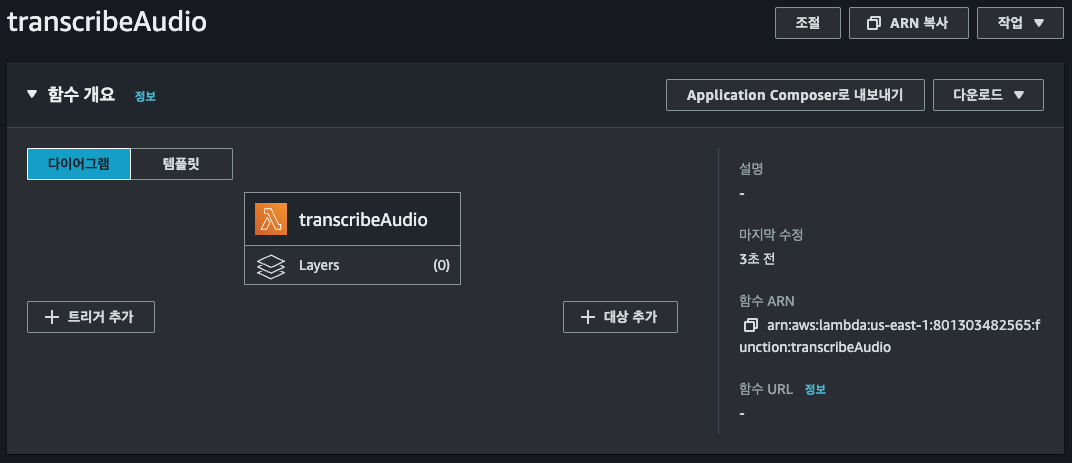 transcribeAudio
조절
ARN 복사
작업
함수 개요 정보
Application Composer로 내보내기
다운로드
다이어그램
템플릿
transcribeAudio
Layers (0)
트리거 추가
대상 추가
설명
-
마지막 수정
3초 전
함수 ARN
arn:aws:lambda:us-east-1:801303482565:f
unction:transcribeAudio
함수 URL 정보
-